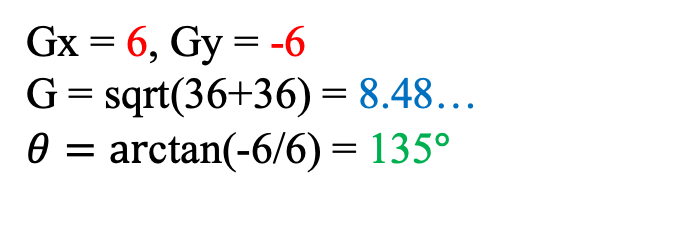 Gx = 6, Gy = -6
G = sqrt(36+36) = 8.48…
θ = arctan(-6/6) = 135°